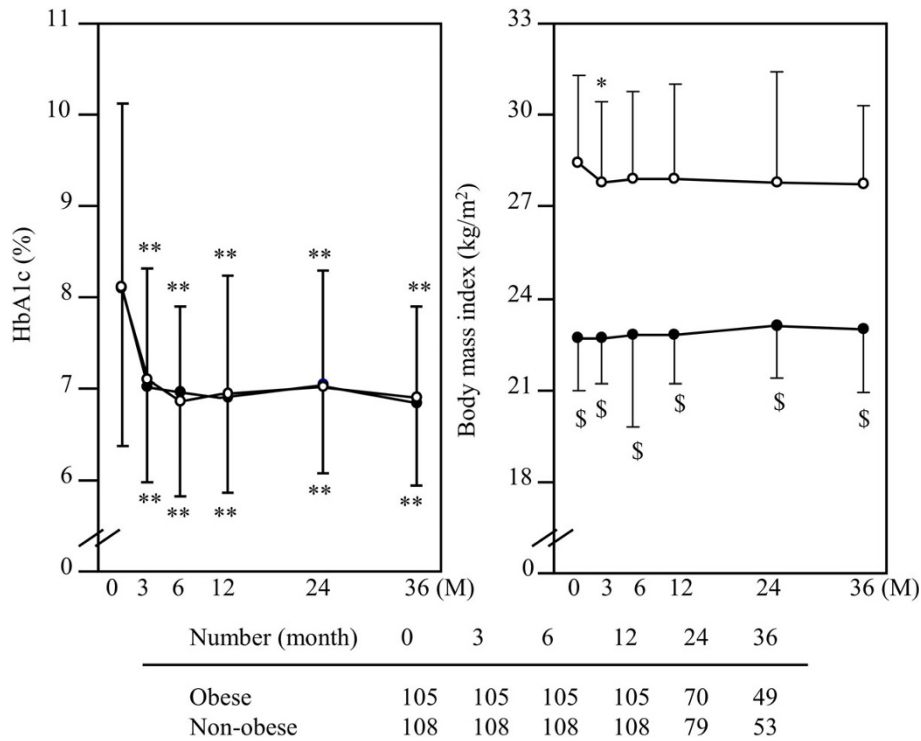 11
10
9
8
7
6
0
HbA1c (%)
** ** ** ** **
** ** ** ** **
0 3 6 12 24 36 (M)
33
30
27
24
21
18
0
Body mass index (kg/m²)
*
$ $ $ $ $ $
0 3 6 12 24 36 (M)
Number (month) 0 3 6 12 24 36
Obese 105 105 105 105 70 49
Non-obese 108 108 108 108 79 53